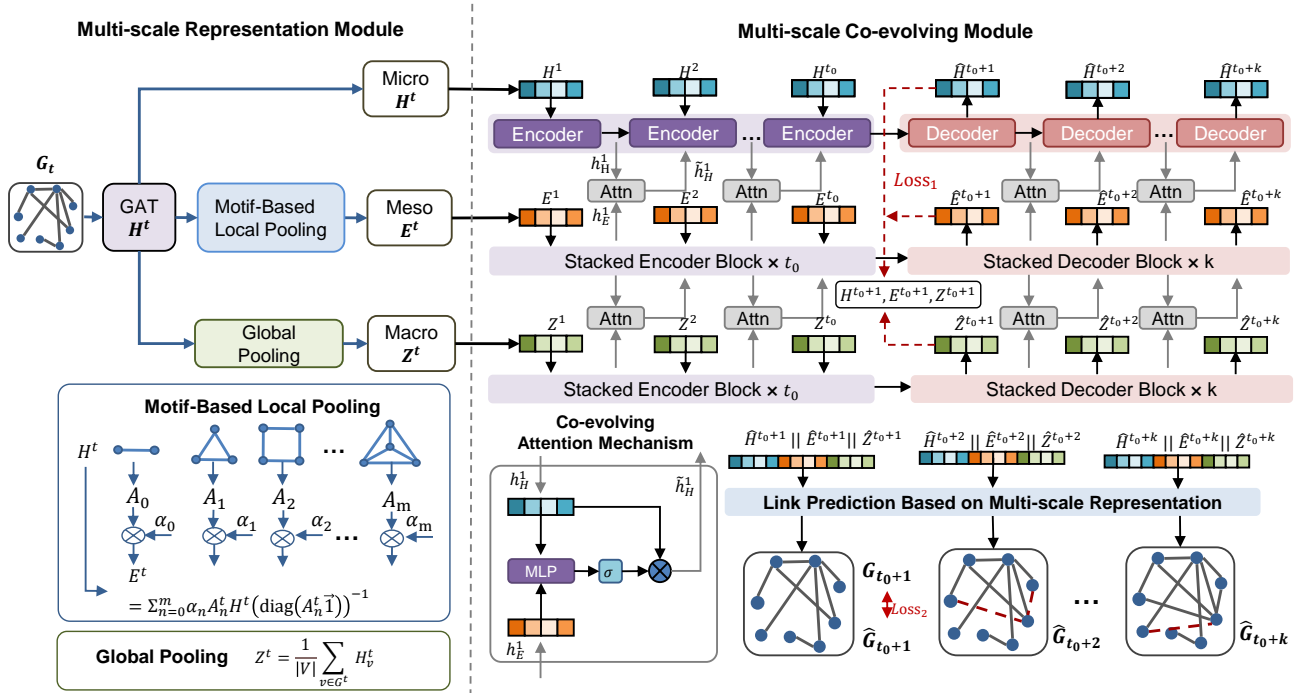 Multi-scale Representation Module
Multi-scale Co-evolving Module
G_t
GAT
H^t
Micro
H^t
Motif-Based
Local Pooling
Meso
E^t
Global
Pooling
Macro
Z^t
H^1
H^2
H^{t_0}
Ĥ^{t_0+1}
Ĥ^{t_0+2}
Ĥ^{t_0+k}
Encoder
Encoder
...
Encoder
Decoder
Decoder
...
Decoder
h_H^1
h̃_H^1
Attn
Attn
Attn
Attn
Loss_1
h_E^1
E^1
E^2
E^{t_0}
Ê^{t_0+1}
Ê^{t_0+2}
Ê^{t_0+k}
Stacked Encoder Block × t_0
Stacked Decoder Block × k
H^{t_0+1}, E^{t_0+1}, Z^{t_0+1}
Attn
Attn
Attn
Attn
Z^1
Z^2
Z^{t_0}
Ẑ^{t_0+1}
Ẑ^{t_0+2}
Ẑ^{t_0+k}
Stacked Encoder Block × t_0
Stacked Decoder Block × k
Motif-Based Local Pooling
H^t
...
A_0
A_1
A_2
A_m
α_0
α_1
α_2
...
α_m
E^t
= Σ_{n=0}^m α_n A_n^t H^t (diag(A_n^t 1⃗))^{-1}
Global Pooling
Z^t = 1/|V| ∑_{v∈G^t} H_v^t
Co-evolving
Attention Mechanism
h_H^1
h̃_H^1
MLP
σ
h_E^1
Ĥ^{t_0+1} || Ê^{t_0+1} || Ẑ^{t_0+1}
Ĥ^{t_0+2} || Ê^{t_0+2} || Ẑ^{t_0+2}
Ĥ^{t_0+k} || Ê^{t_0+k} || Ẑ^{t_0+k}
Link Prediction Based on Multi-scale Representation
G_{t_0+1}
Loss_2
Ĝ_{t_0+1}
Ĝ_{t_0+2}
...
Ĝ_{t_0+k}